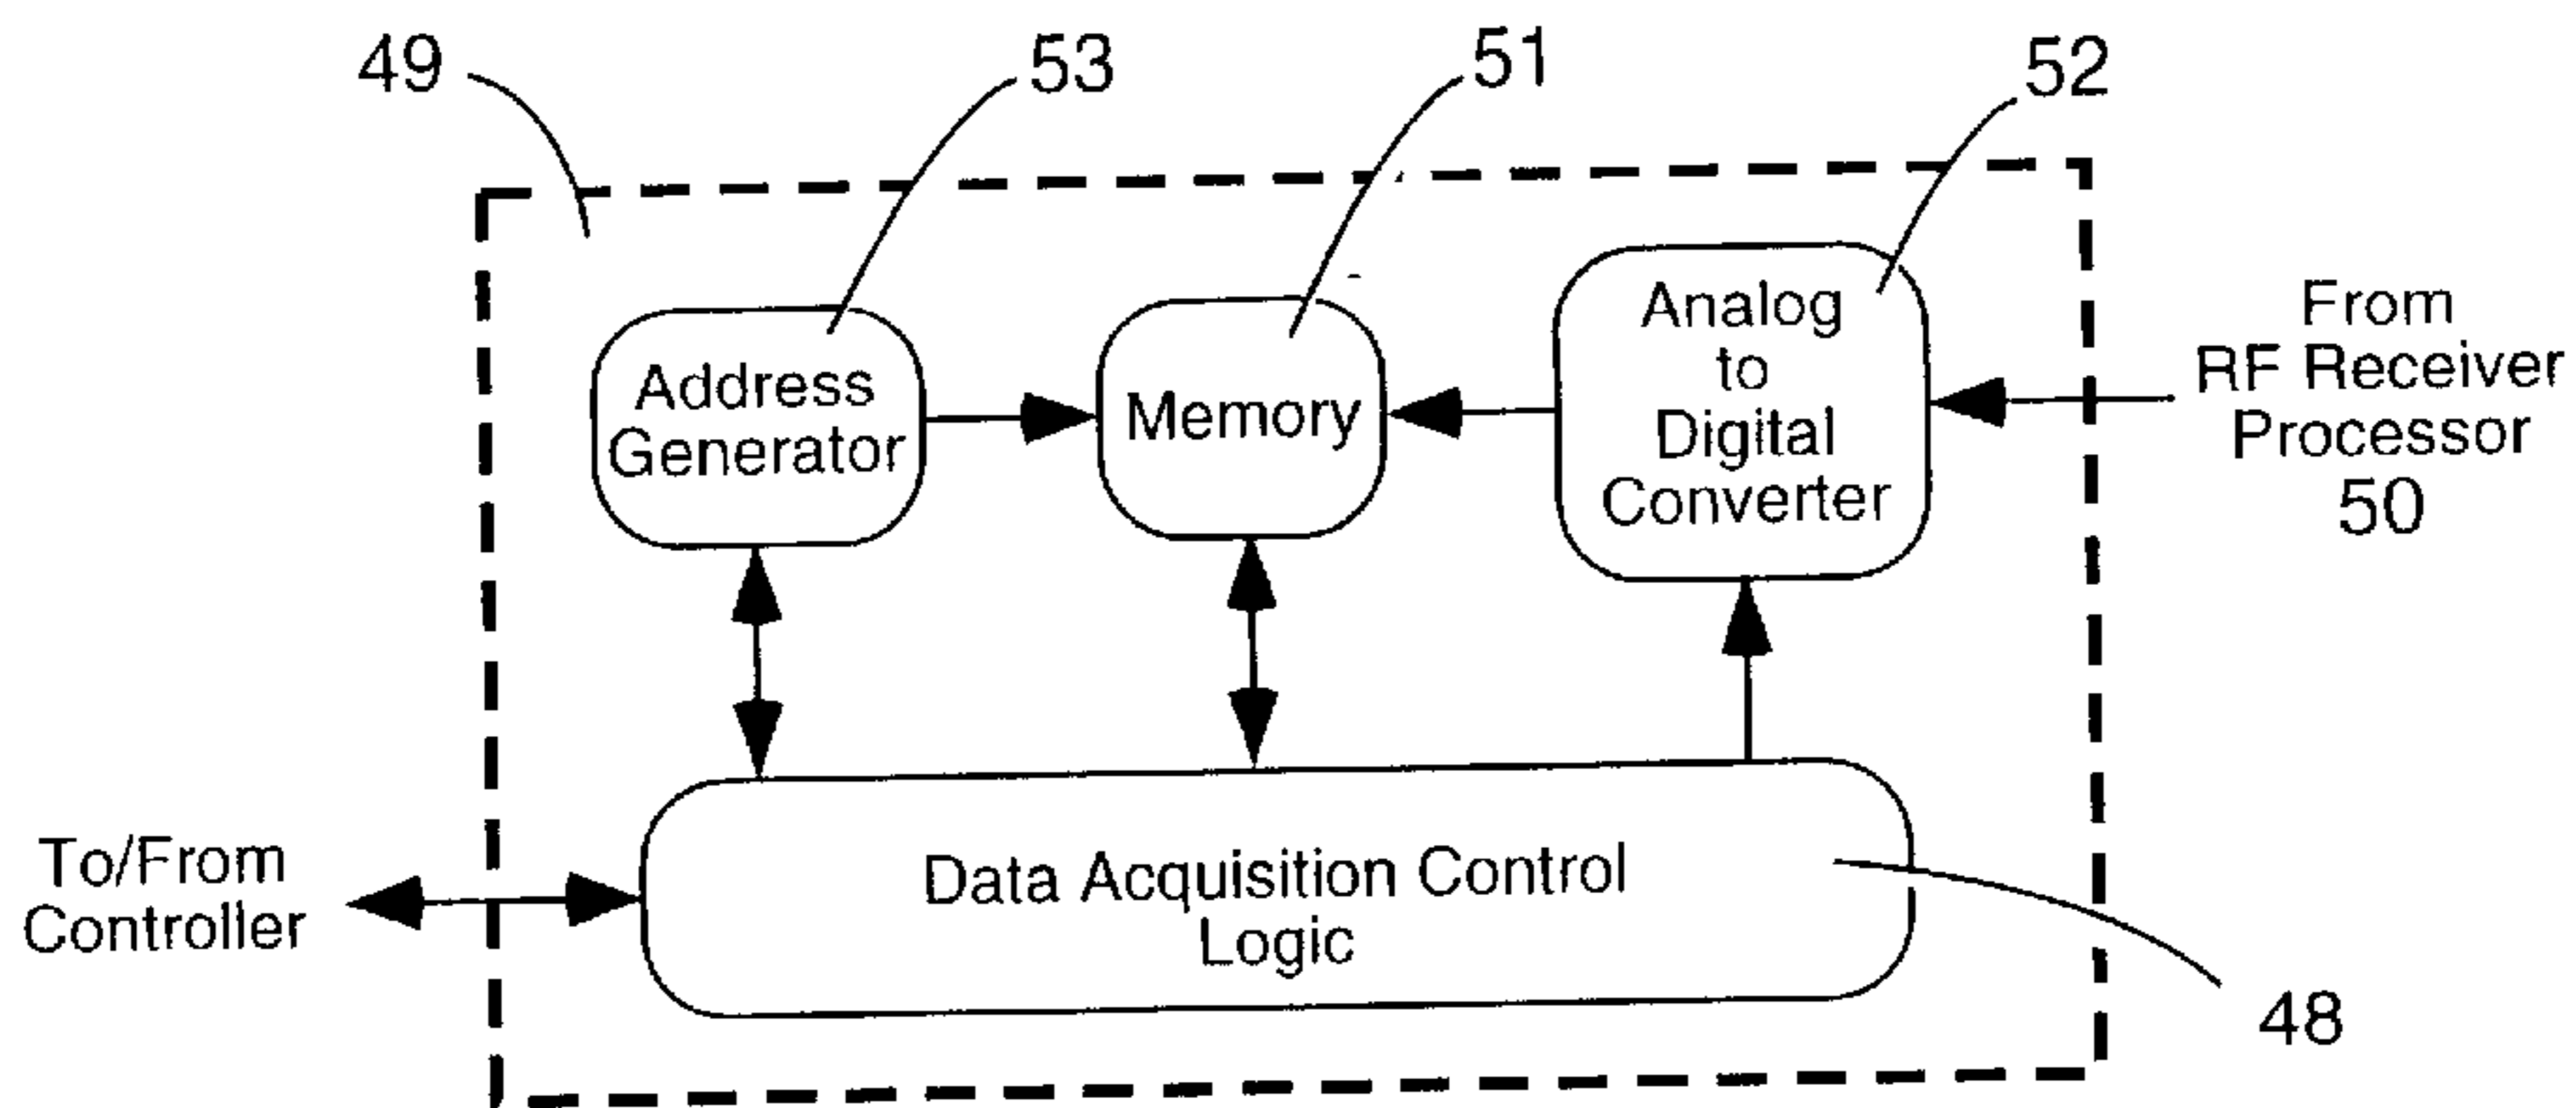 49
53
51
52
Address
Generator
Memory
Analog
to
Digital
Converter
From
RF Receiver
Processor
50
To/From
Controller
Data Acquisition Control
Logic
48